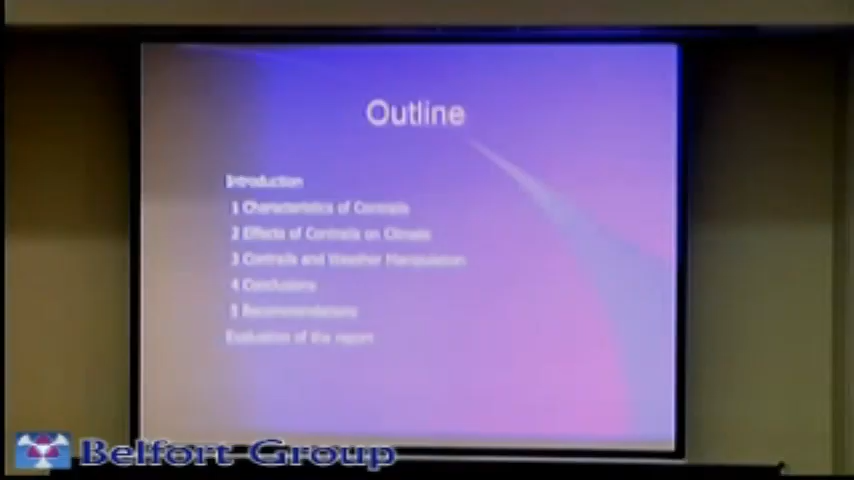 Outline
Introduction
1 Characteristics of Contrails
2 Effects of Contrails on Climate
3 Contrails and Weather Manipulation
4 Conclusions
5 Recommendations
Evaluation of the report
Belfort Group